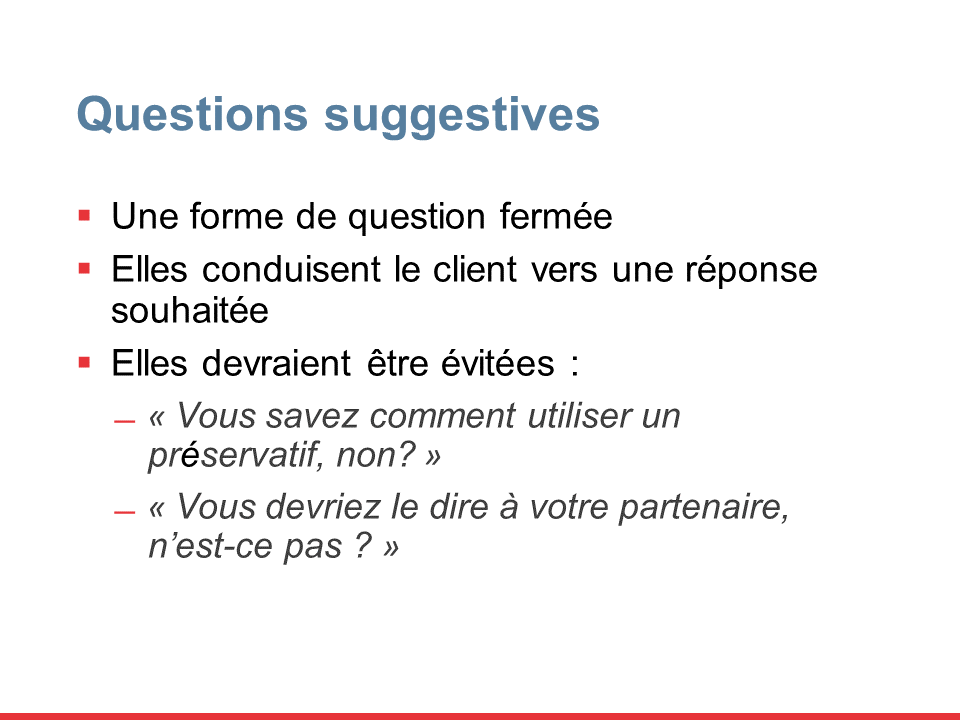 Questions suggestives
▪ Une forme de question fermée
▪ Elles conduisent le client vers une réponse
souhaitée
▪ Elles devraient être évitées :
— « Vous savez comment utiliser un
préservatif, non? »
— « Vous devriez le dire à votre partenaire,
n’est-ce pas ? »